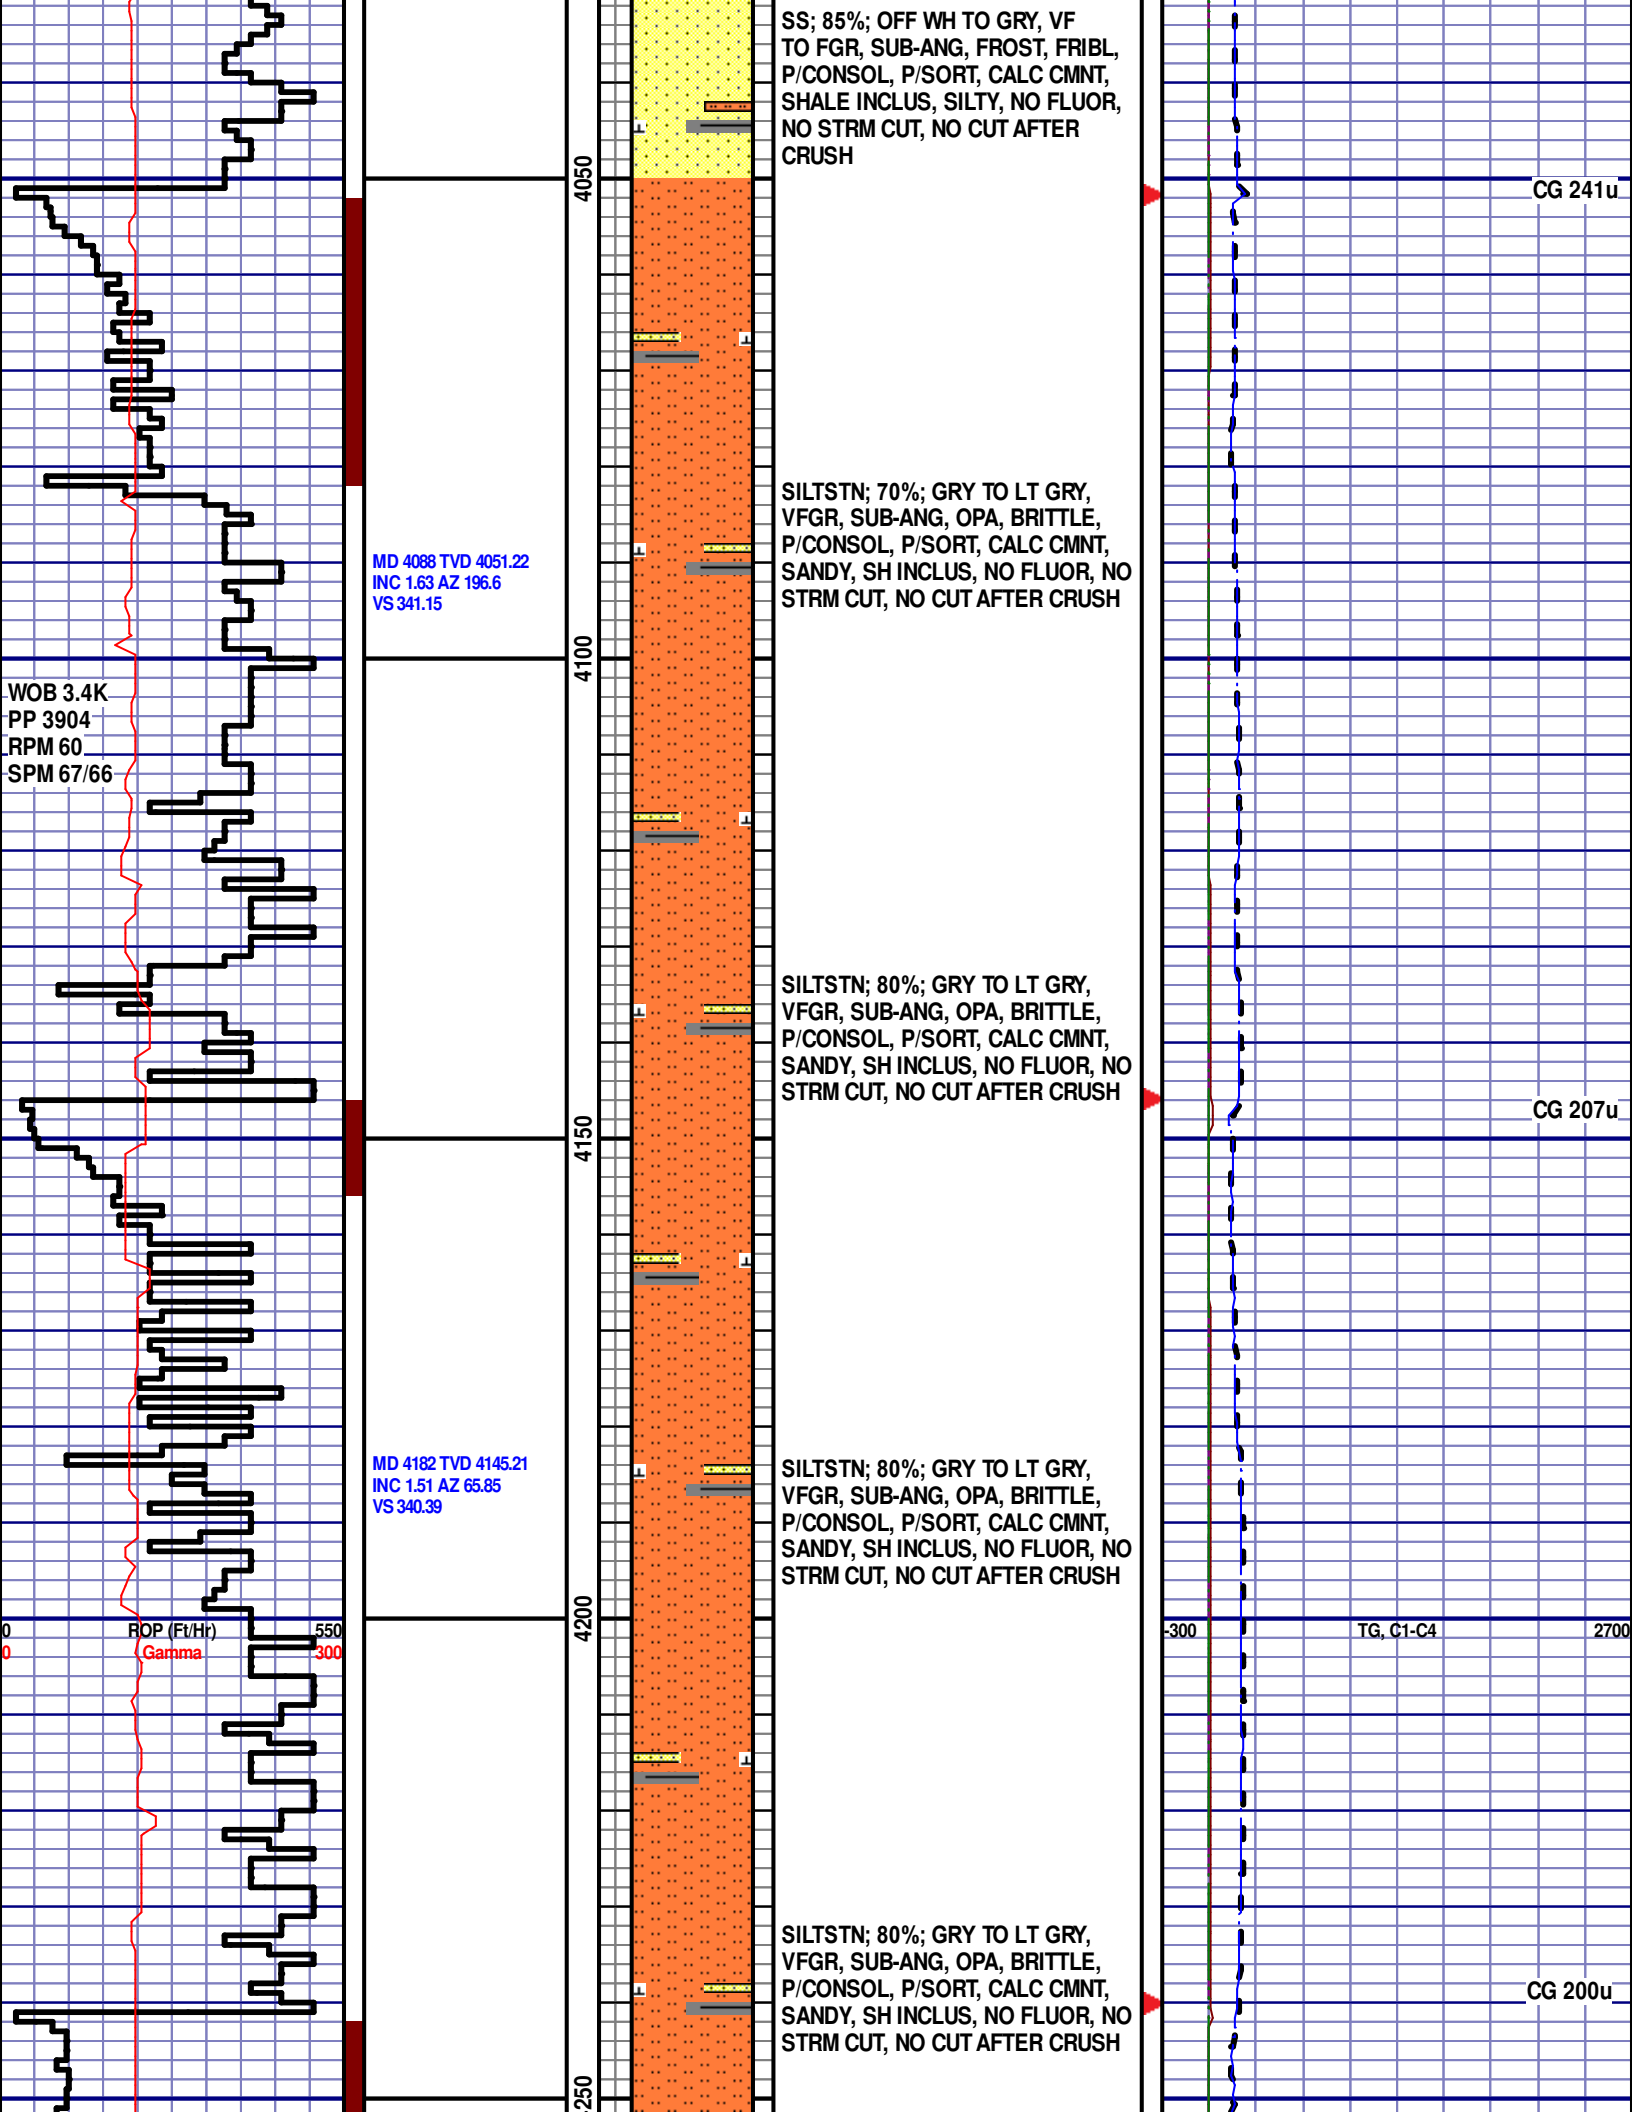 SS; 85%; OFF WH TO GRY, VF
TO FGR, SUB-ANG, FROST, FRIBL,
P/CONSOL, P/SORT, CALC CMNT,
SHALE INCLUS, SILTY, NO FLUOR,
NO STRM CUT, NO CUT AFTER
CRUSH
4050
CG 241u
SILTSTN; 70%; GRY TO LT GRY,
VFGR, SUB-ANG, OPA, BRITTLE,
P/CONSOL, P/SORT, CALC CMNT,
SANDY, SH INCLUS, NO FLUOR, NO
STRM CUT, NO CUT AFTER CRUSH
MD 4088 TVD 4051.22
INC 1.63 AZ 196.6
VS 341.15
4100
WOB 3.4K
PP 3904
RPM 60
SPM 67/66
SILTSTN; 80%; GRY TO LT GRY,
VFGR, SUB-ANG, OPA, BRITTLE,
P/CONSOL, P/SORT, CALC CMNT,
SANDY, SH INCLUS, NO FLUOR, NO
STRM CUT, NO CUT AFTER CRUSH
CG 207u
4150
MD 4182 TVD 4145.21
INC 1.51 AZ 65.85
VS 340.39
SILTSTN; 80%; GRY TO LT GRY,
VFGR, SUB-ANG, OPA, BRITTLE,
P/CONSOL, P/SORT, CALC CMNT,
SANDY, SH INCLUS, NO FLUOR, NO
STRM CUT, NO CUT AFTER CRUSH
4200
0 ROP (Ft/Hr) 550
0 Gamma 300
-300 TG, C1-C4 2700
SILTSTN; 80%; GRY TO LT GRY,
VFGR, SUB-ANG, OPA, BRITTLE,
P/CONSOL, P/SORT, CALC CMNT,
SANDY, SH INCLUS, NO FLUOR, NO
STRM CUT, NO CUT AFTER CRUSH
CG 200u
250